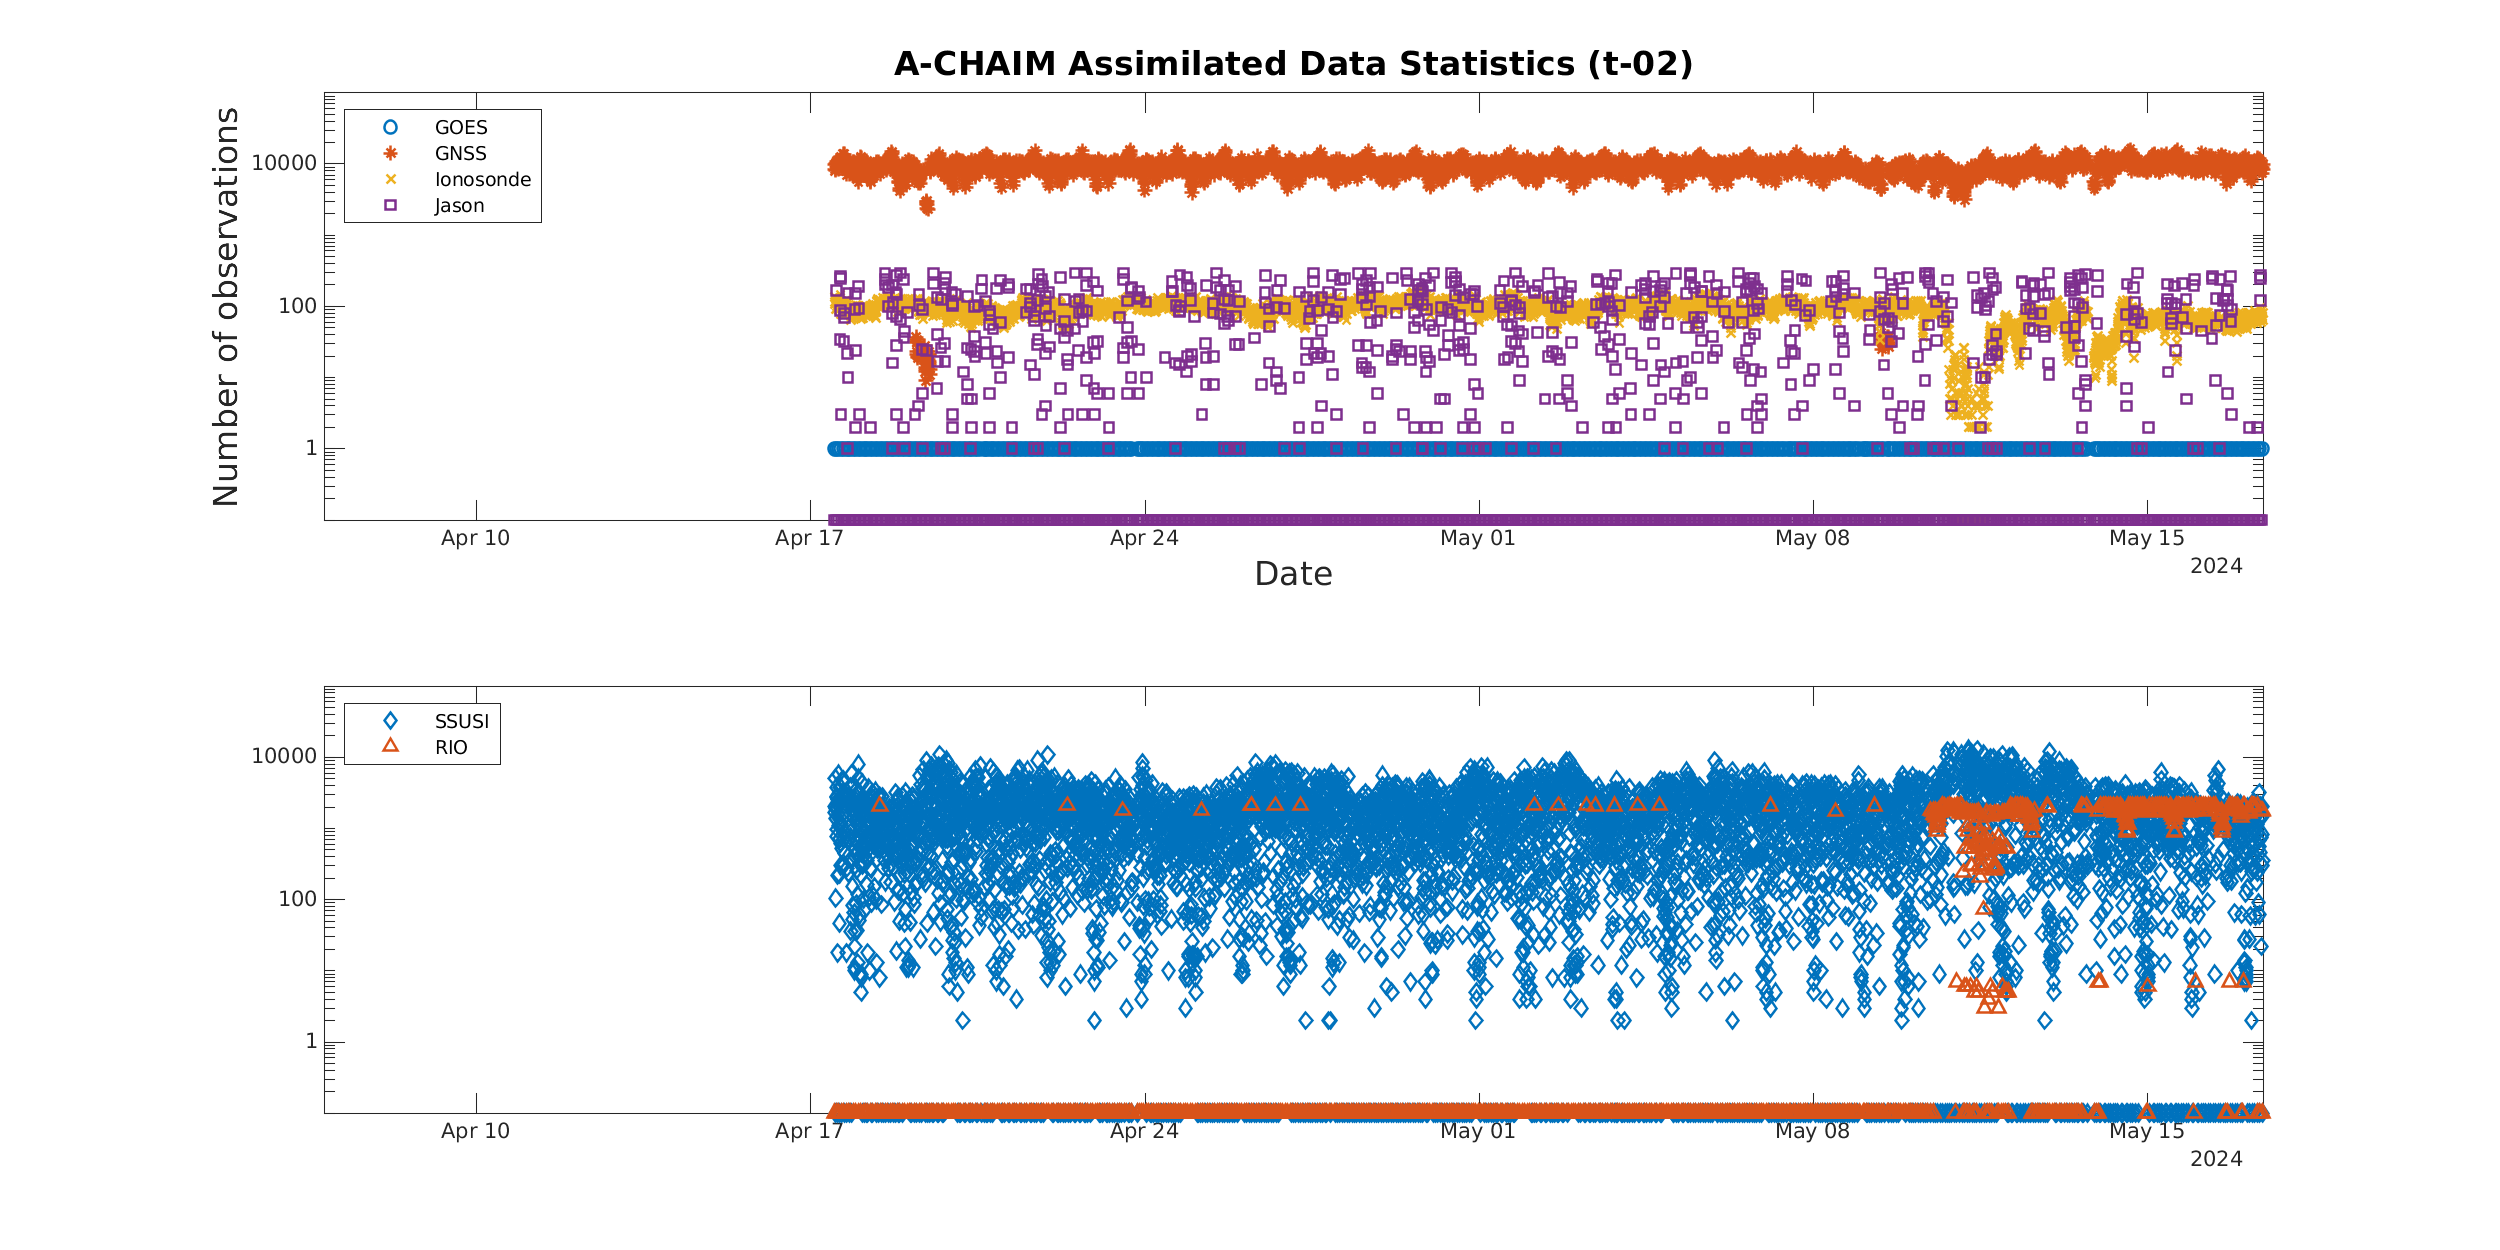 A-CHAIM Assimilated Data Statistics (t-02)
Number of observations
10000
100
1
GOES
GNSS
Ionosonde
Jason
Apr 10
Apr 17
Apr 24
May 01
May 08
May 15
2024
Date
10000
100
1
SSUSI
RIO
Apr 10
Apr 17
Apr 24
May 01
May 08
May 15
2024